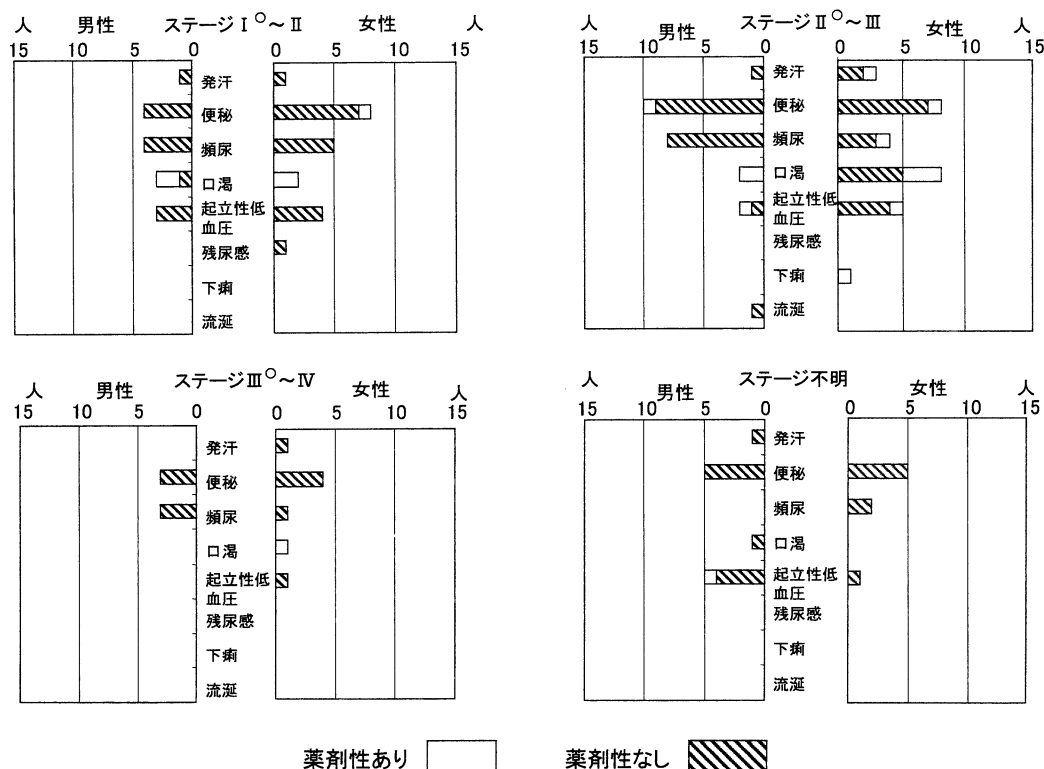 人 男性 ステージⅠ○～Ⅱ 女性 人
15 10 5 0 0 5 10 15
発汗
便秘
頻尿
口渇
起立性低
血圧
残尿感
下痢
流涎
人 男性 ステージⅡ○～Ⅲ 女性 人
15 10 5 0 0 5 10 15
発汗
便秘
頻尿
口渇
起立性低
血圧
残尿感
下痢
流涎
人 男性 ステージⅢ○～Ⅳ 女性 人
15 10 5 0 0 5 10 15
発汗
便秘
頻尿
口渇
起立性低
血圧
残尿感
下痢
流涎
人 男性 ステージ不明 女性 人
15 10 5 0 0 5 10 15
発汗
便秘
頻尿
口渇
起立性低
血圧
残尿感
下痢
流涎
薬剤性あり 薬剤性なし